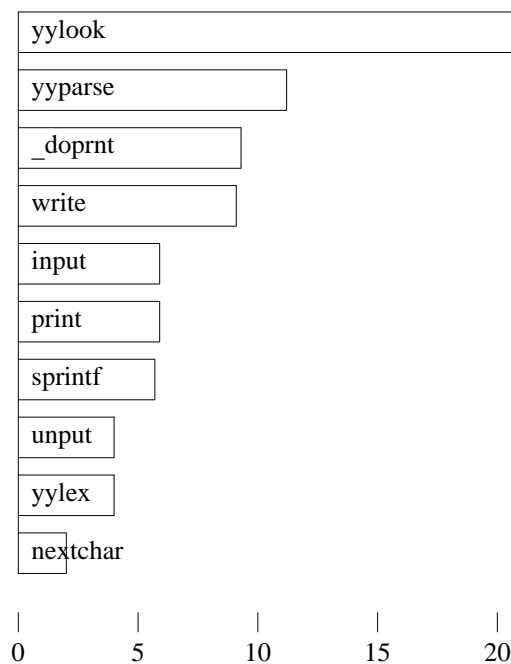 yylook
yyparse
_doprnt
write
input
print
sprintf
unput
yylex
nextchar
0 5 10 15 20